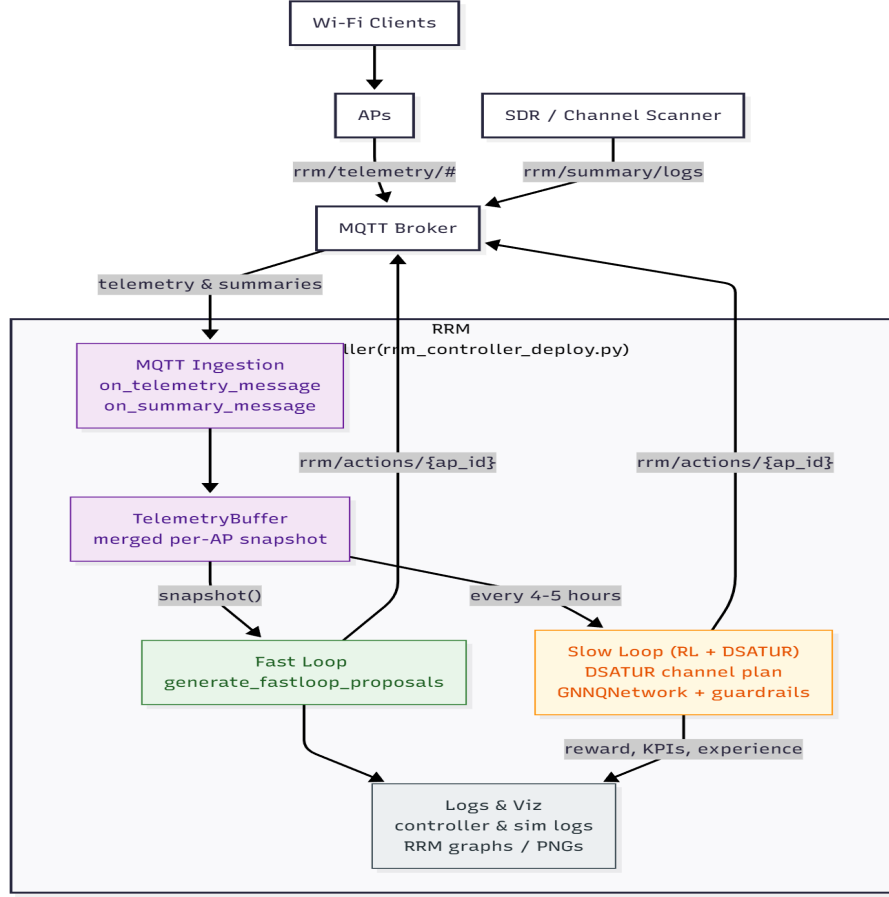 Wi-Fi Clients
APs
SDR / Channel Scanner
rrm/telemetry/#
rrm/summary/logs
MQTT Broker
telemetry & summaries
RRM
ller(rrm_controller_deploy.py)
MQTT Ingestion
on_telemetry_message
on_summary_message
rrm/actions/{ap_id}
rrm/actions/{ap_id}
TelemetryBuffer
merged per-AP snapshot
snapshot()
every 4-5 hours
Fast Loop
generate_fastloop_proposals
Slow Loop (RL + DSATUR)
DSATUR channel plan
GNNQNetwork + guardrails
reward, KPIs, experience
Logs & Viz
controller & sim logs
RRM graphs / PNGs